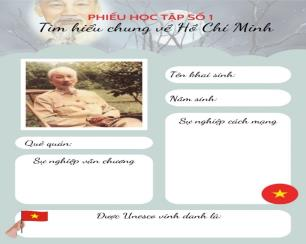 PHIẾU HỌC TẬP SỐ 1
Tìm hiểu chung về Hồ Chí Minh
Tên khai sinh:
Năm sinh:
Sự nghiệp cách mạng
Quê quán:
Sự nghiệp văn chương
Được Unesco vinh danh là: